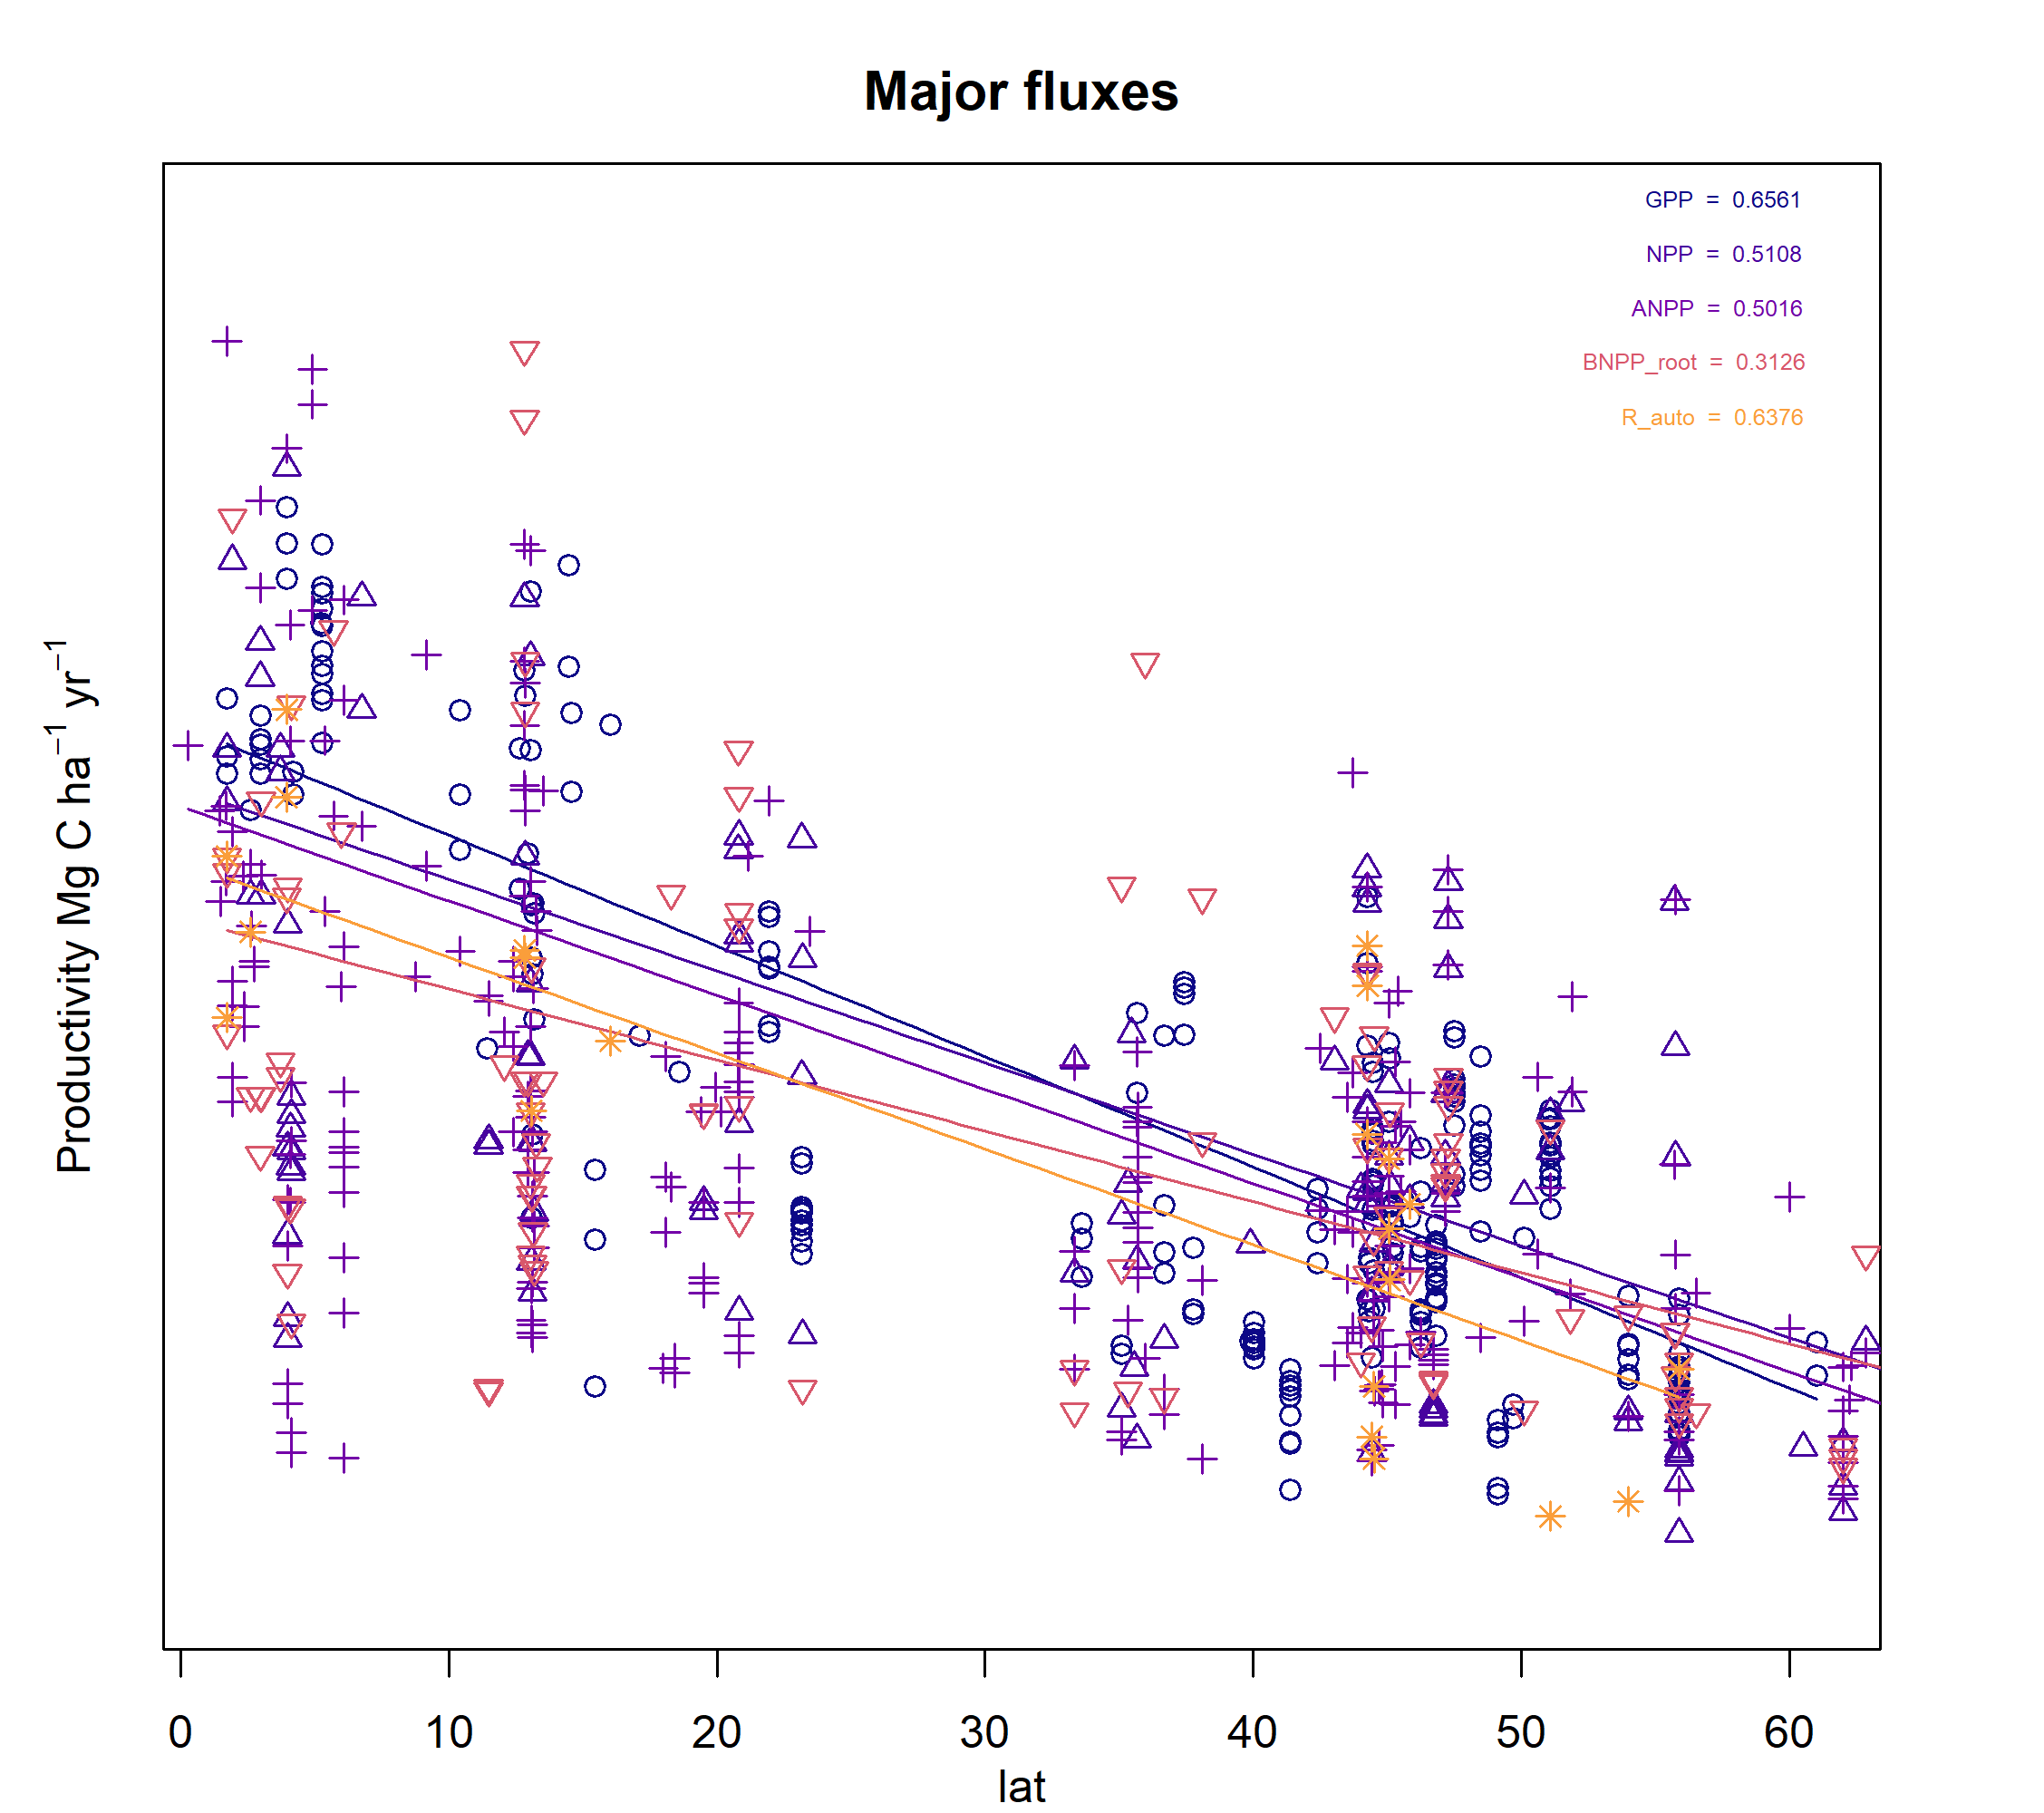 Major fluxes
GPP = 0.6561
NPP = 0.5108
ANPP = 0.5016
BNPP_root = 0.3126
R_auto = 0.6376
Productivity Mg C ha⁻¹ yr⁻¹
0 10 20 30 40 50 60
lat